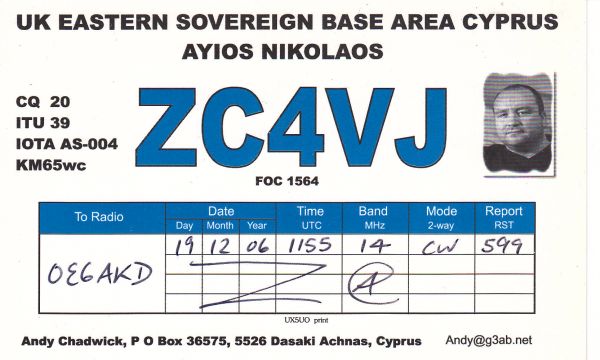 UK EASTERN SOVEREIGN BASE AREA CYPRUS
AYIOS NIKOLAOS
CQ 20
ITU 39
IOTA AS-004
KM65wc
ZC4VJ
FOC 1564
To Radio Date Time Band Mode Report
Day Month Year UTC MHz 2-way RST
19 12 06 1155 14 CW 599
OE6AKD
A
UX5UO print
Andy Chadwick, P O Box 36575, 5526 Dasaki Achnas, Cyprus Andy@g3ab.net